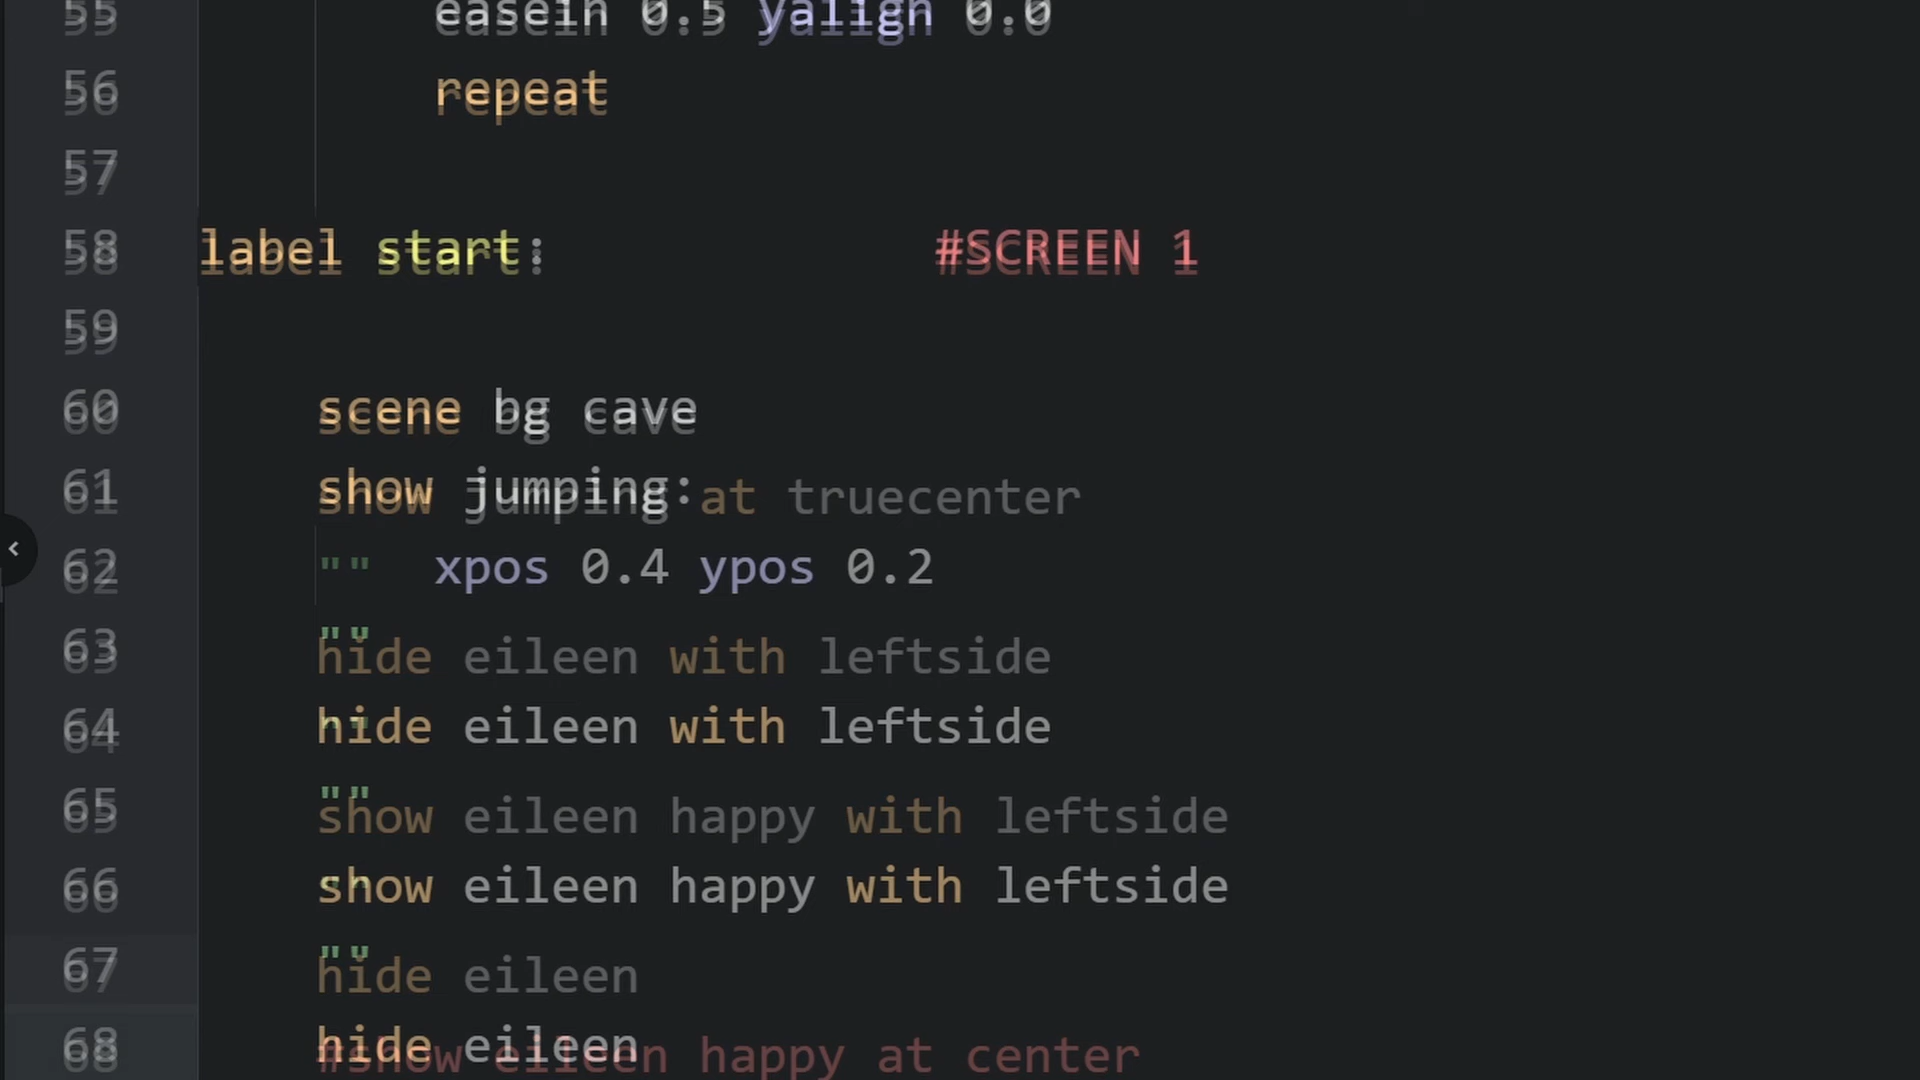 55 easein 0.5 yalign 0.0
56 repeat
57
58 label start: #SCREEN 1
59
60 scene bg cave
61 show jumping: at truecenter
62 "" xpos 0.4 ypos 0.2
""
63 hide eileen with leftside
64 hide eileen with leftside
""
65 show eileen happy with leftside
66 show eileen happy with leftside
""
67 hide eileen
68 hide eileen
#show eileen happy at center